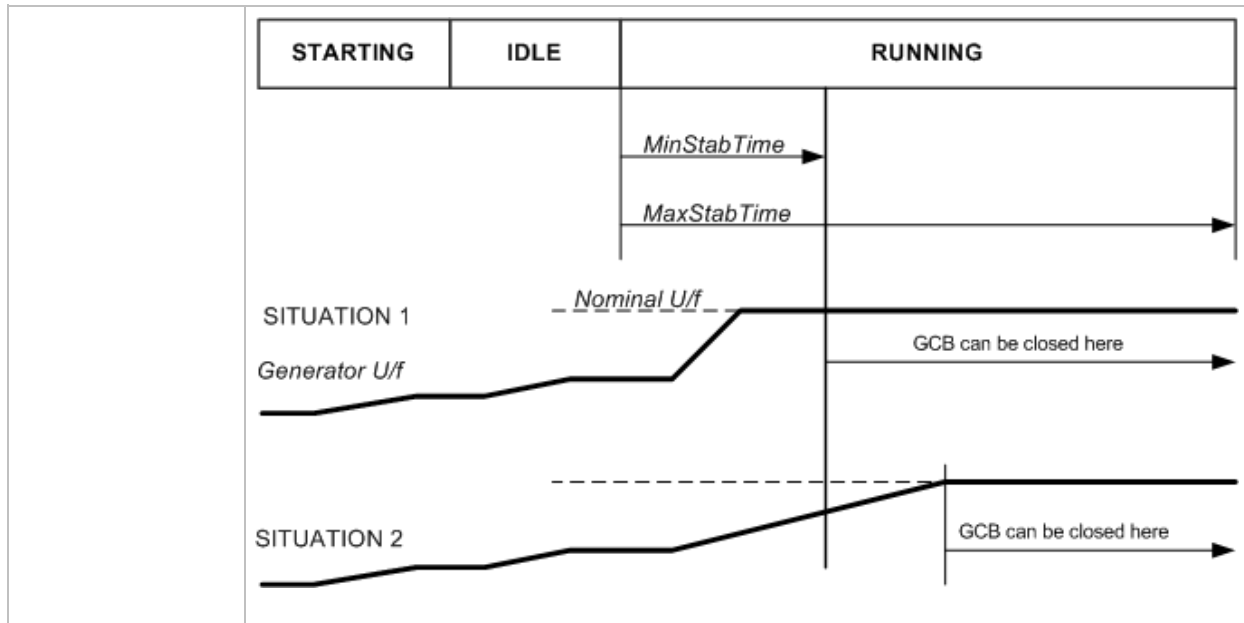 STARTING IDLE RUNNING
MinStabTime
MaxStabTime
Nominal U/f
SITUATION 1
GCB can be closed here
Generator U/f
GCB can be closed here
SITUATION 2